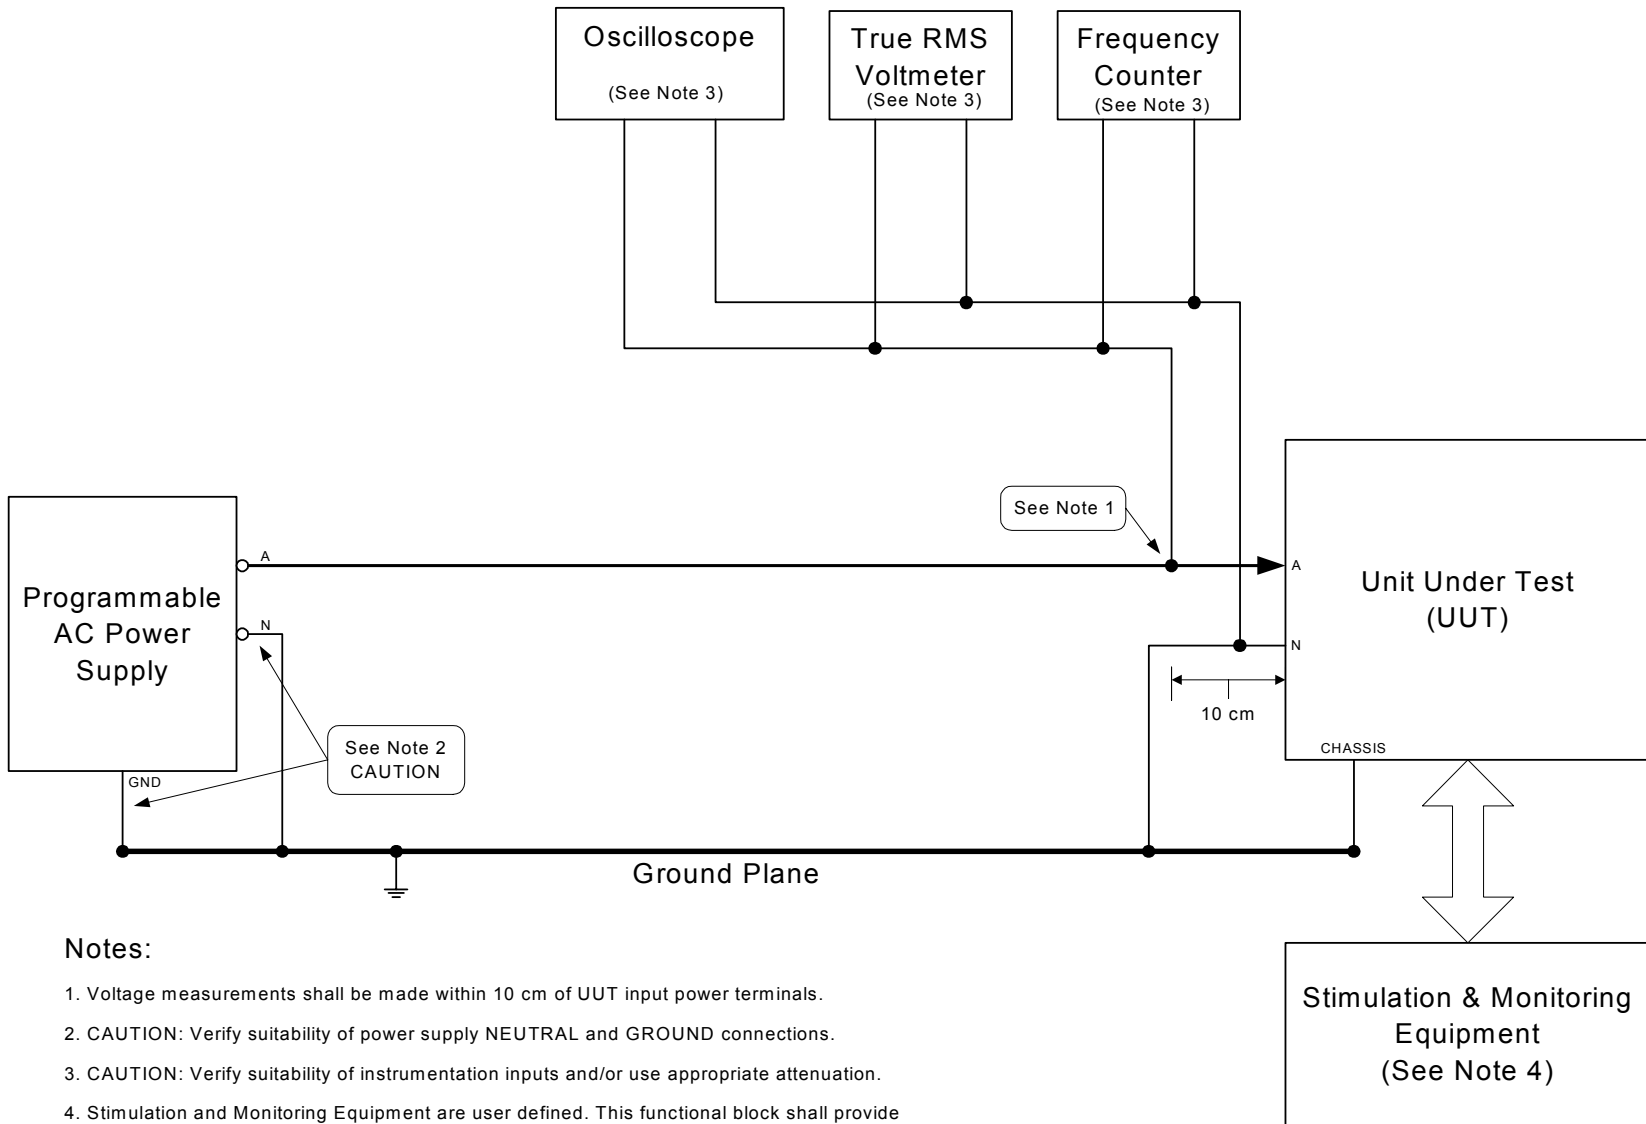 Oscilloscope
(See Note 3)
True RMS
Voltmeter
(See Note 3)
Frequency
Counter
(See Note 3)
See Note 1
A
N
GND
Programmable
AC Power
Supply
See Note 2
CAUTION
A
N
Unit Under Test
(UUT)
10 cm
CHASSIS
Ground Plane
Stimulation & Monitoring
Equipment
(See Note 4)
Notes:
1. Voltage measurements shall be made within 10 cm of UUT input power terminals.
2. CAUTION: Verify suitability of power supply NEUTRAL and GROUND connections.
3. CAUTION: Verify suitability of instrumentation inputs and/or use appropriate attenuation.
4. Stimulation and Monitoring Equipment are user defined. This functional block shall provide